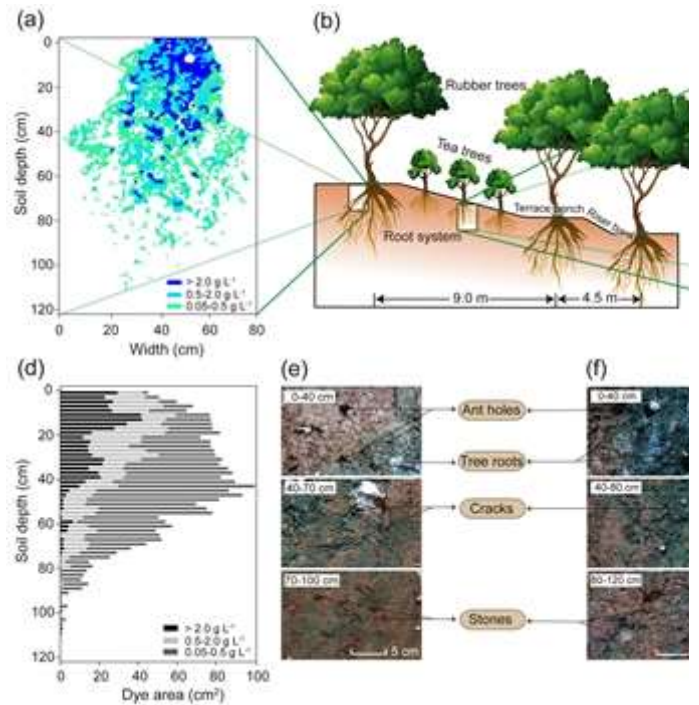 (a)
0
20
40
60
80
100
120
Soil depth (cm)
> 2.0 g L⁻¹
0.5-2.0 g L⁻¹
0.05-0.5 g L⁻¹
0 20 40 60 80
Width (cm)
(b)
Rubber trees
Tea trees
Terrace bench
Root system
9.0 m
4.5 m
(d)
0
20
40
60
80
100
120
Soil depth (cm)
> 2.0 g L⁻¹
0.5-2.0 g L⁻¹
0.05-0.5 g L⁻¹
0 20 40 60 80 100
Dye area (cm²)
(e)
0-40 cm
40-70 cm
70-100 cm
5 cm
Ant holes
Tree roots
Cracks
Stones
(f)
0-40 cm
40-80 cm
80-120 cm